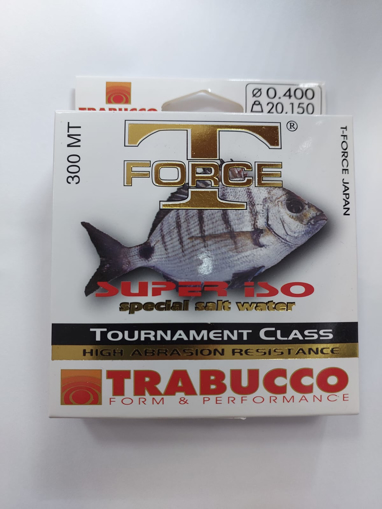 TRABUCCO
Ø 0.400
20.150
300 MT
T
FORCE
®
T-FORCE JAPAN
SUPER iSO
special salt water
TOURNAMENT CLASS
HIGH ABRASION RESISTANCE
TRABUCCO
FORM & PERFORMANCE